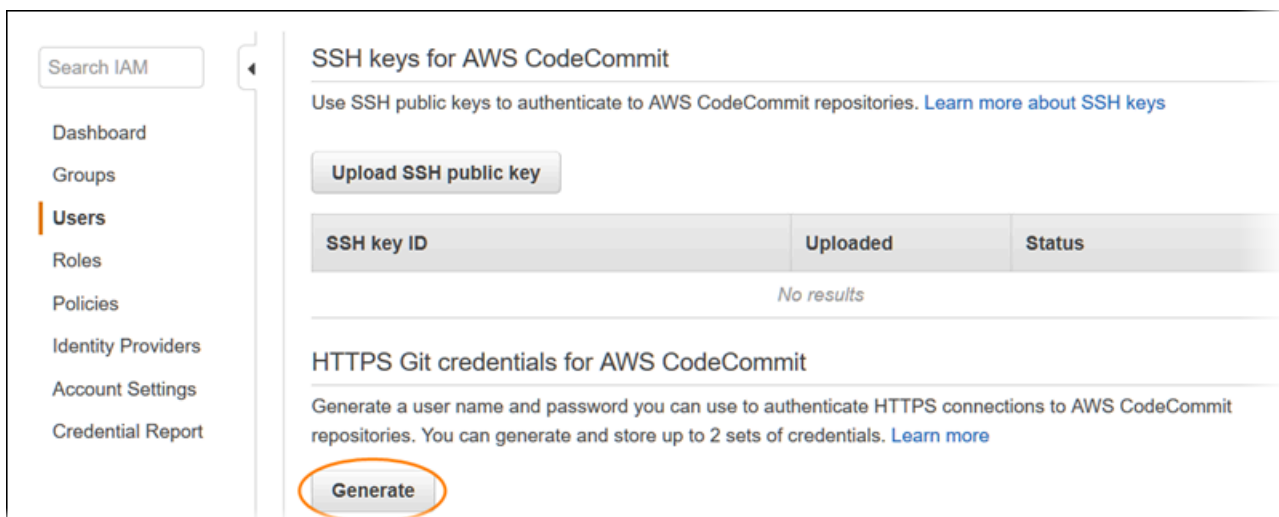 Search IAM
Dashboard
Groups
Users
Roles
Policies
Identity Providers
Account Settings
Credential Report
SSH keys for AWS CodeCommit
Use SSH public keys to authenticate to AWS CodeCommit repositories. Learn more about SSH keys
Upload SSH public key
SSH key ID Uploaded Status
No results
HTTPS Git credentials for AWS CodeCommit
Generate a user name and password you can use to authenticate HTTPS connections to AWS CodeCommit
repositories. You can generate and store up to 2 sets of credentials. Learn more
Generate